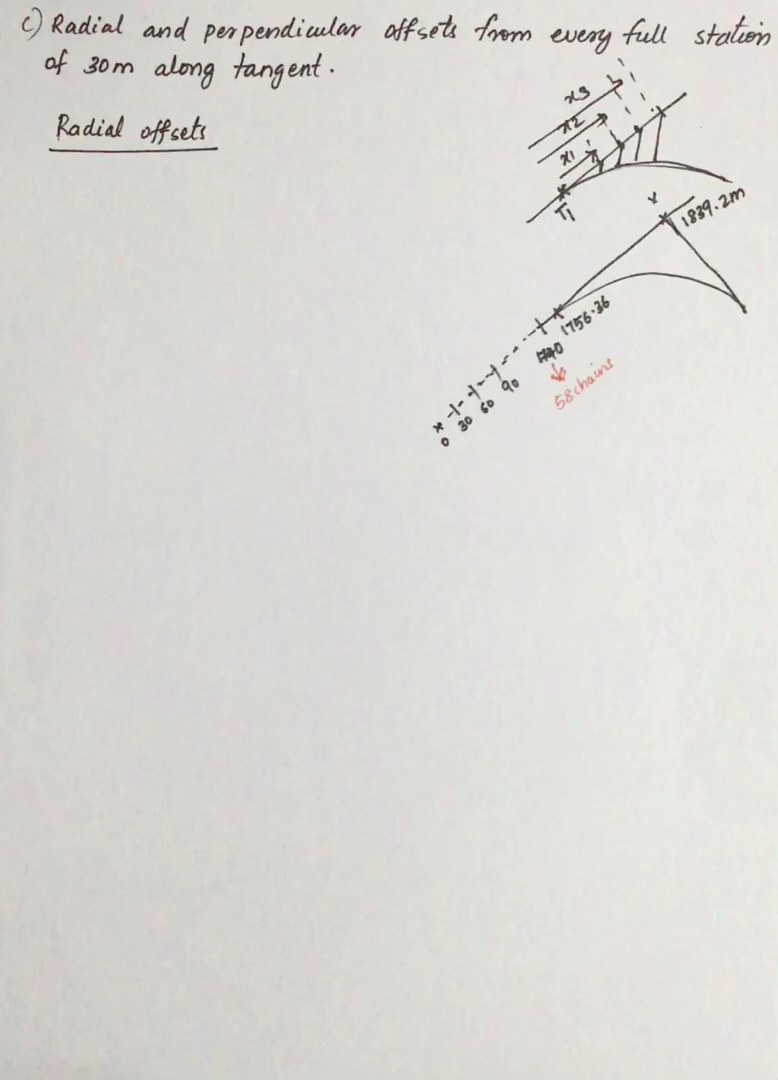 c) Radial and perpendicular offsets from every full station
of 30m along tangent.
Radial offsets
x3
x2
x1
T1
1839.2m
1756.36
1740
58 chains
90
60
30
0